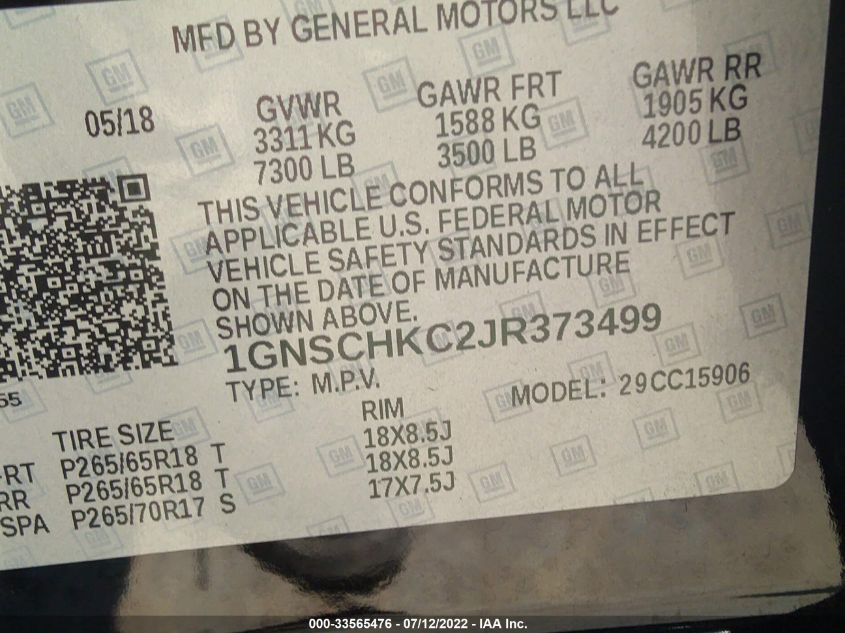 MFD BY GENERAL MOTORS LLC
05/18 GVWR GAWR FRT GAWR RR
3311 KG 1588 KG 1905 KG
7300 LB 3500 LB 4200 LB
THIS VEHICLE CONFORMS TO ALL
APPLICABLE U.S. FEDERAL MOTOR
VEHICLE SAFETY STANDARDS IN EFFECT
ON THE DATE OF MANUFACTURE
SHOWN ABOVE.
1GNSCHKC2JR373499
TYPE: M.P.V. MODEL: 29CC15906
TIRE SIZE RIM
RT P265/65R18 T 18X8.5J
RR P265/65R18 T 18X8.5J
SPA P265/70R17 S 17X7.5J
000-33565476 - 07/12/2022 - IAA Inc.